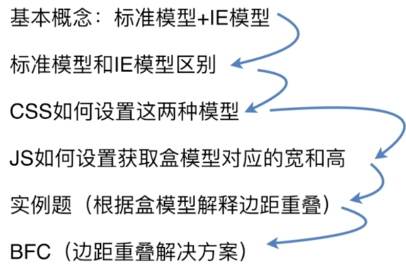 基本概念：标准模型+IE模型
标准模型和IE模型区别
CSS如何设置这两种模型
JS如何设置获取盒模型对应的宽和高
实例题（根据盒模型解释边距重叠）
BFC（边距重叠解决方案）